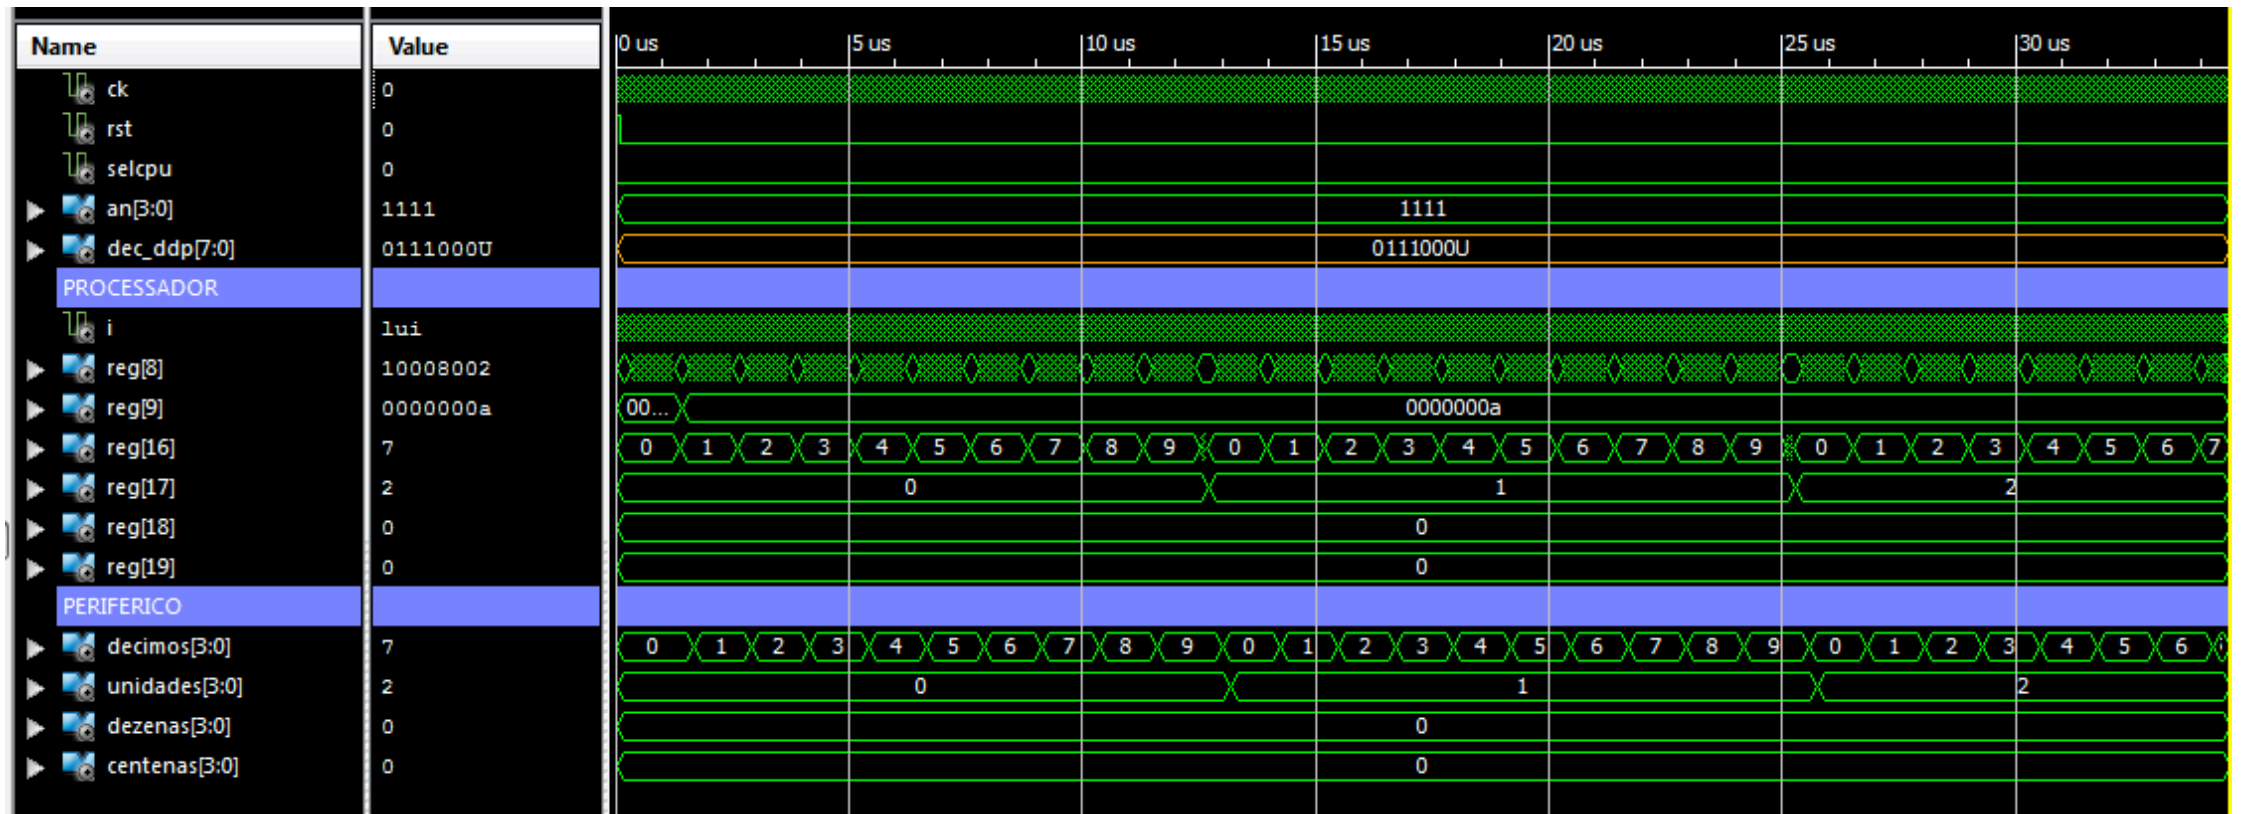 Name Value 0 us 5 us 10 us 15 us 20 us 25 us 30 us
ck 0
rst 0
selcpu 0
an[3:0] 1111 1111
dec_ddp[7:0] 0111000U 0111000U
PROCESSADOR
i lui
reg[8] 10008002
reg[9] 0000000a 00... 0000000a
reg[16] 7 0 1 2 3 4 5 6 7 8 9 0 1 2 3 4 5 6 7 8 9 0 1 2 3 4 5 6 7
reg[17] 2 0 1 2
reg[18] 0 0
reg[19] 0 0
PERIFERICO
decimos[3:0] 7 0 1 2 3 4 5 6 7 8 9 0 1 2 3 4 5 6 7 8 9 0 1 2 3 4 5 6
unidades[3:0] 2 0 1 2
dezenas[3:0] 0 0
centenas[3:0] 0 0